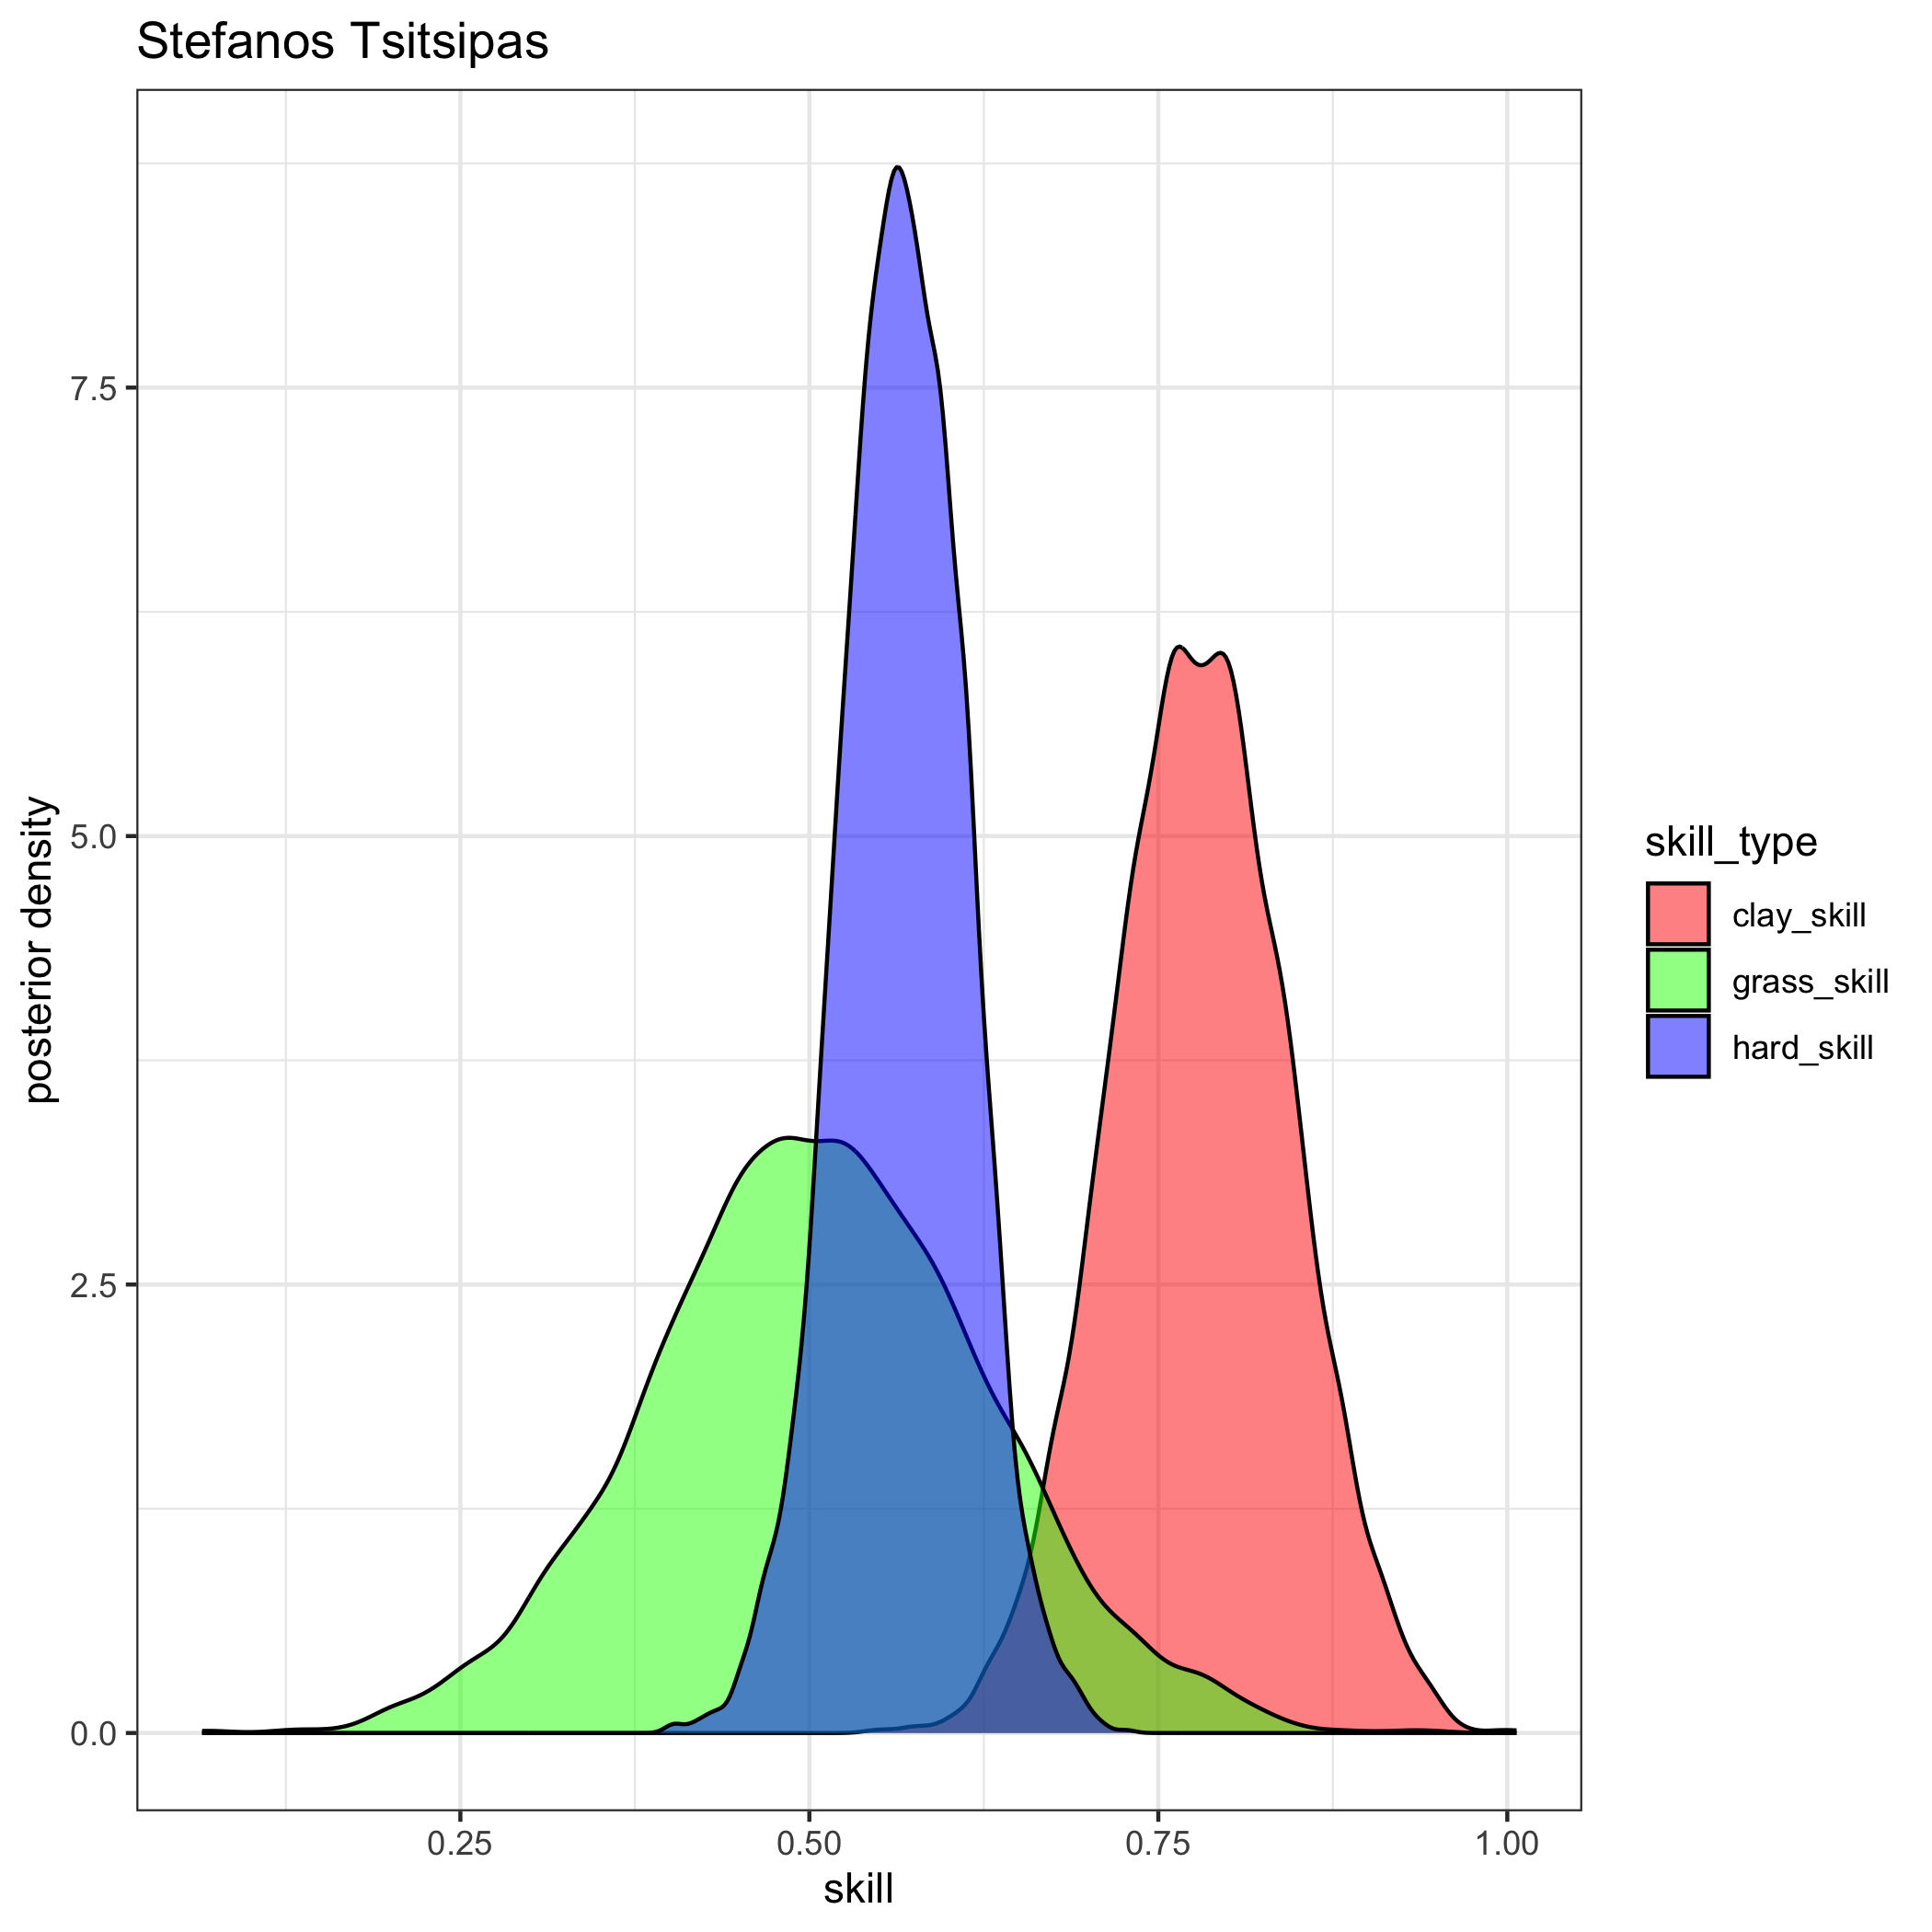 Stefanos Tsitsipas
7.5
5.0
2.5
0.0
posterior density
0.25 0.50 0.75 1.00
skill
skill_type
clay_skill
grass_skill
hard_skill